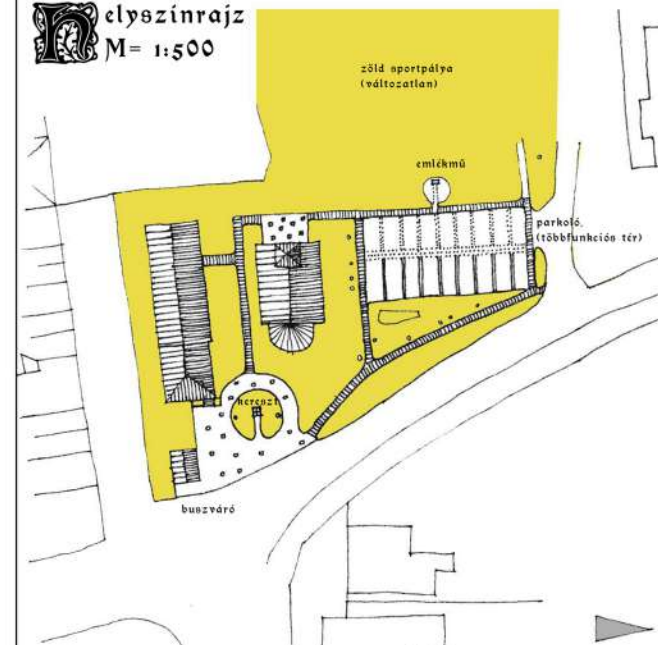 Helyszínrajz
M= 1:500
zöld sportpálya
(változatlan)
emlékmű
parkoló,
(többfunkciós tér)
kereszt
buszváró